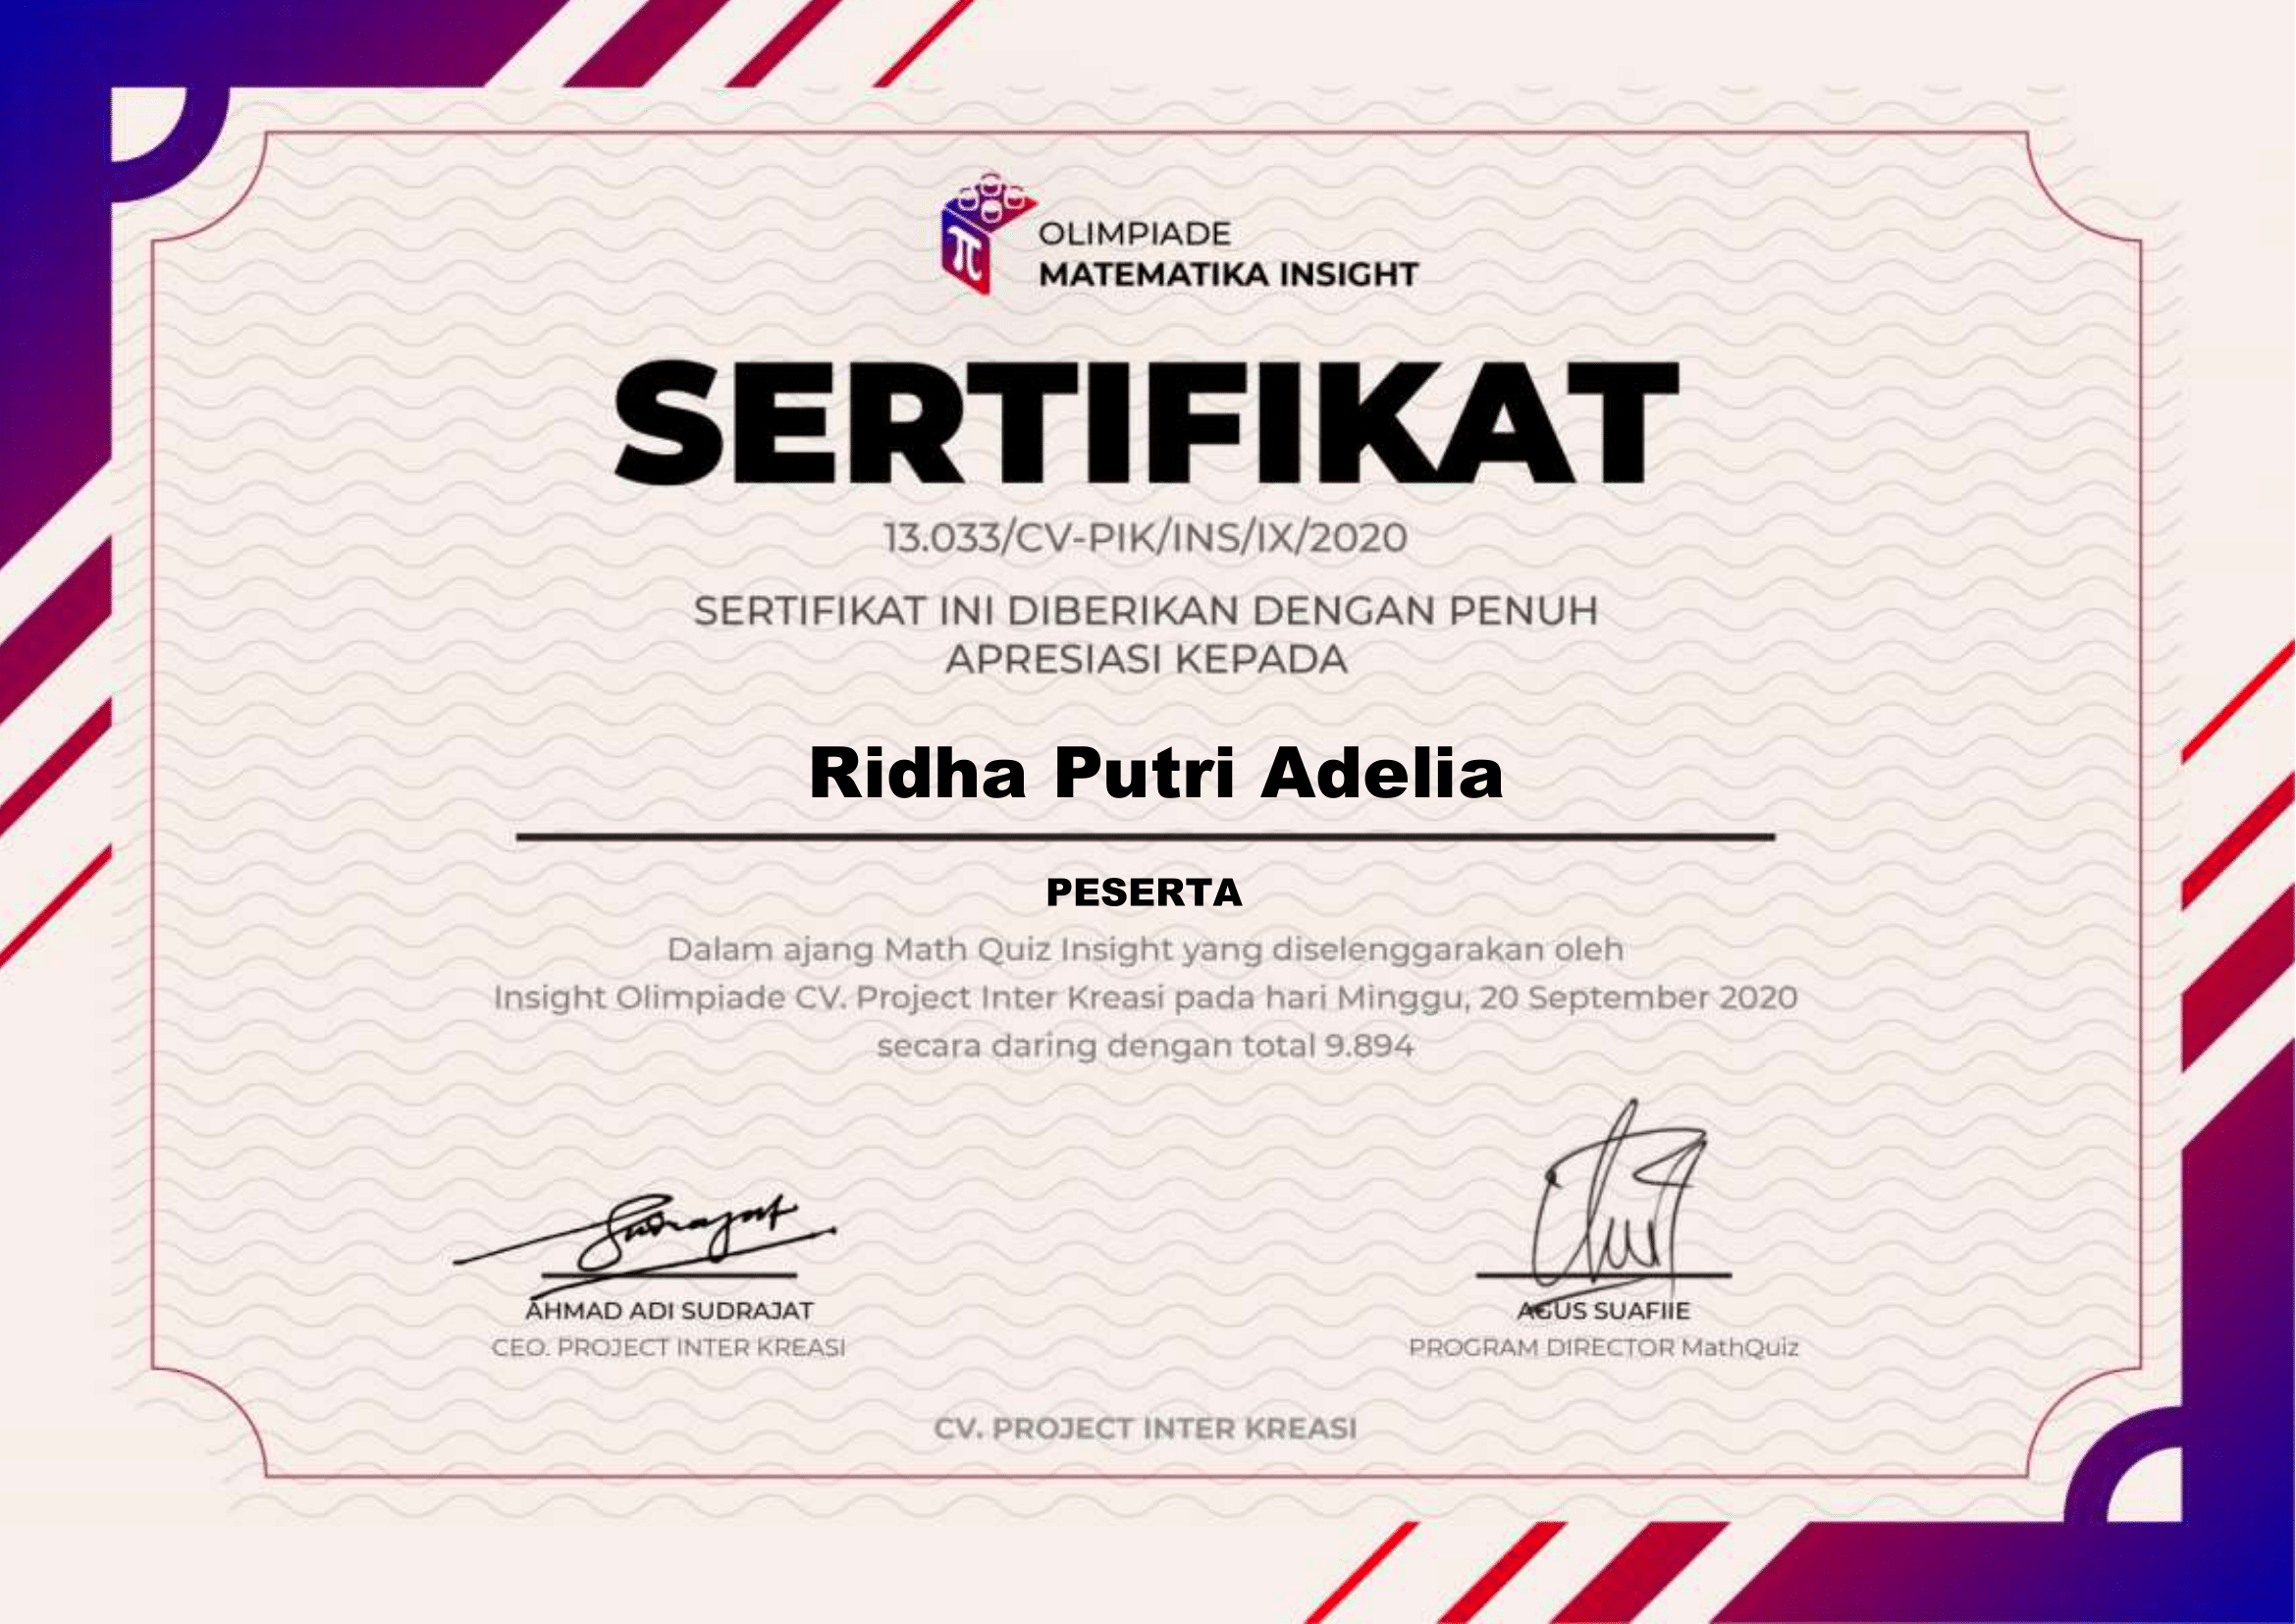 OLIMPIADE
MATEMATIKA INSIGHT
SERTIFIKAT
13.033/CV-PIK/INS/IX/2020
SERTIFIKAT INI DIBERIKAN DENGAN PENUH
APRESIASI KEPADA
Ridha Putri Adelia
PESERTA
Dalam ajang Math Quiz Insight yang diselenggarakan oleh
Insight Olimpiade CV. Project Inter Kreasi pada hari Minggu, 20 September 2020
secara daring dengan total 9.894
Sudrajat
AHMAD ADI SUDRAJAT
CEO. PROJECT INTER KREASI
AGUS SUAFIIE
PROGRAM DIRECTOR MathQuiz
CV. PROJECT INTER KREASI